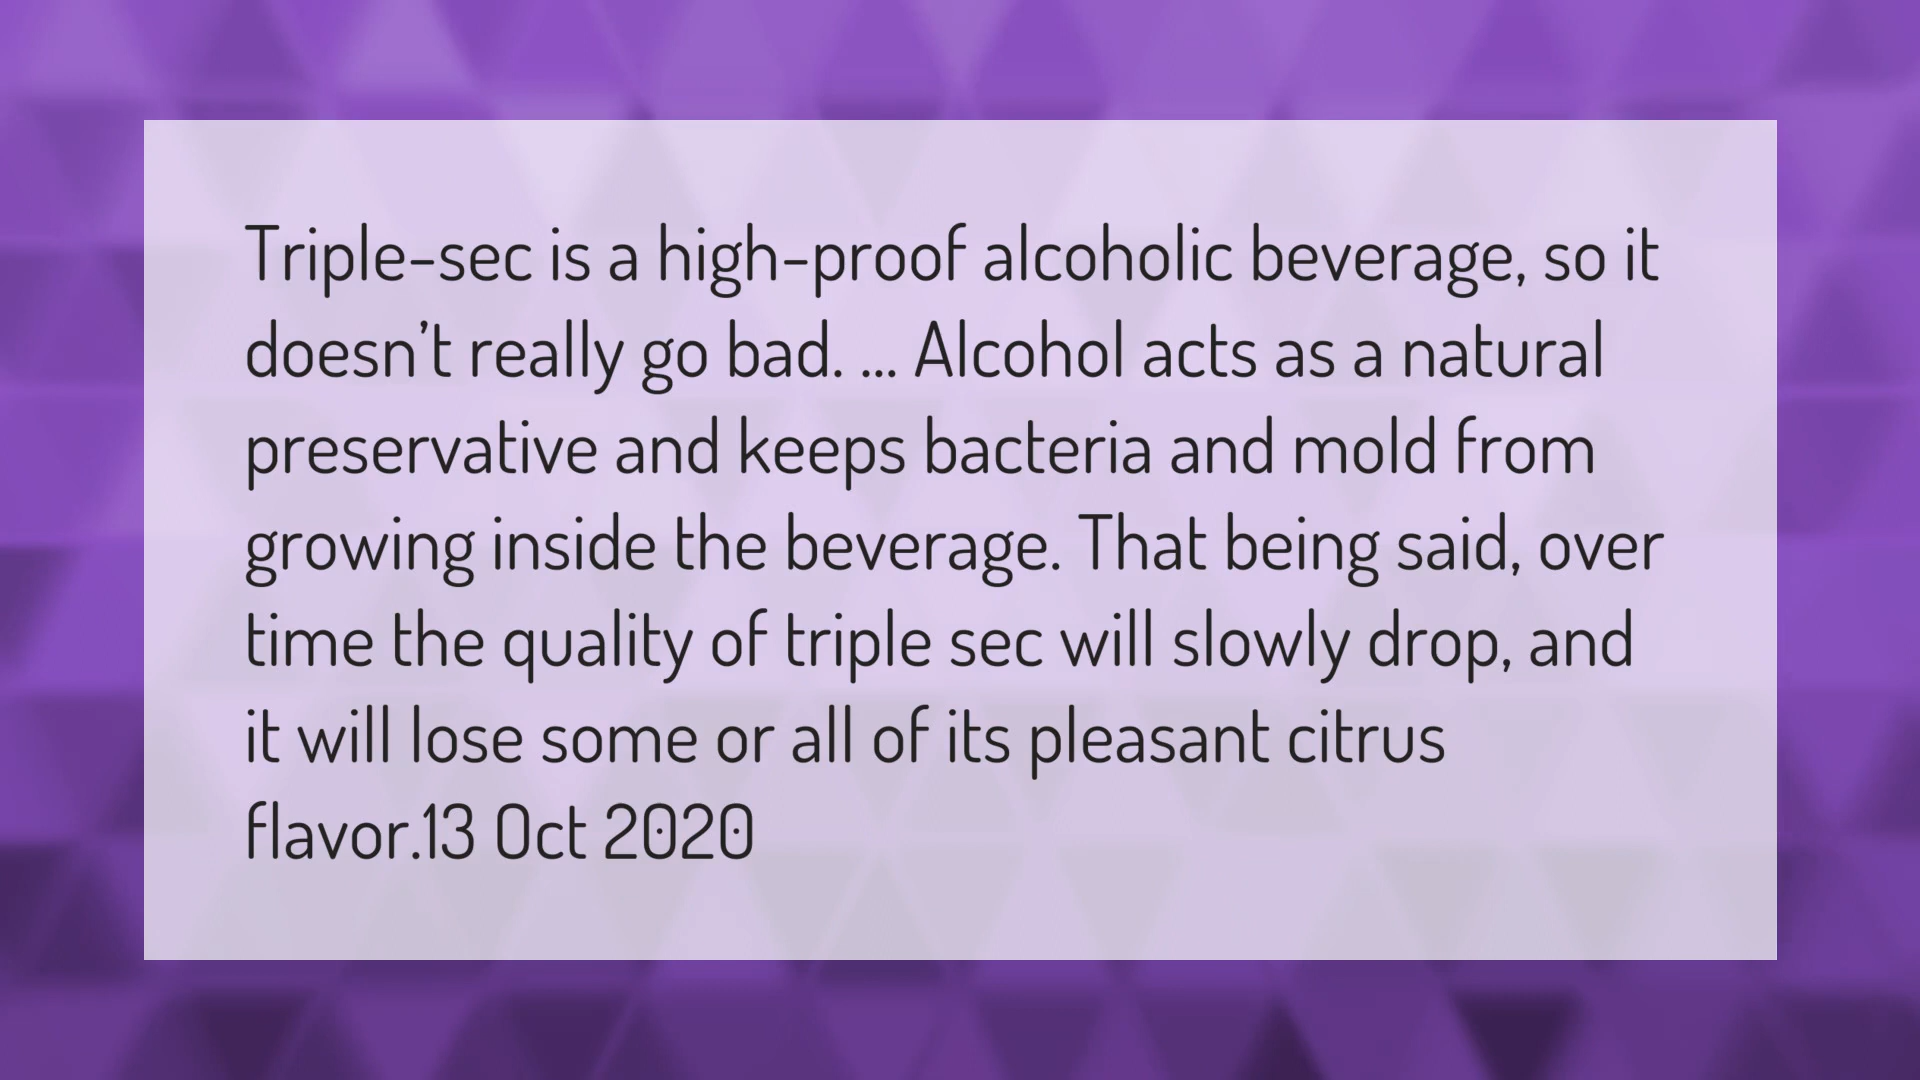 Triple-sec is a high-proof alcoholic beverage, so it
doesn’t really go bad. ... Alcohol acts as a natural
preservative and keeps bacteria and mold from
growing inside the beverage. That being said, over
time the quality of triple sec will slowly drop, and
it will lose some or all of its pleasant citrus
flavor.13 Oct 2020